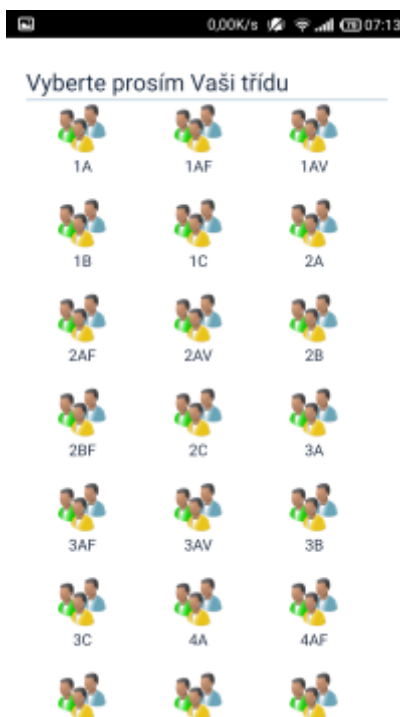 0,00K/s 78 07:13
Vyberte prosím Vaši třídu
1A 1AF 1AV
1B 1C 2A
2AF 2AV 2B
2BF 2C 3A
3AF 3AV 3B
3C 4A 4AF